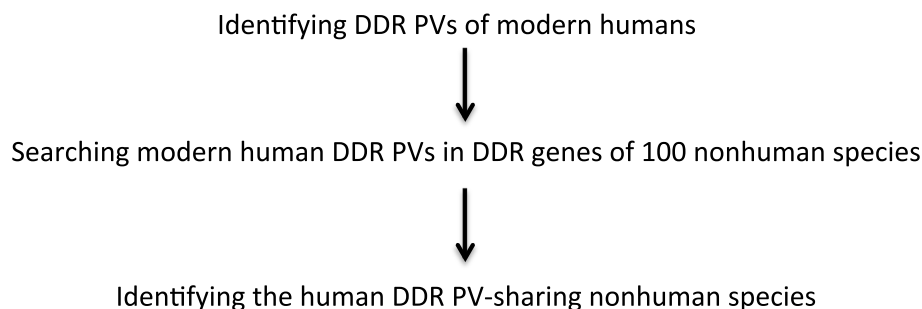 Identifying DDR PVs of modern humans
Searching modern human DDR PVs in DDR genes of 100 nonhuman species
Identifying the human DDR PV-sharing nonhuman species